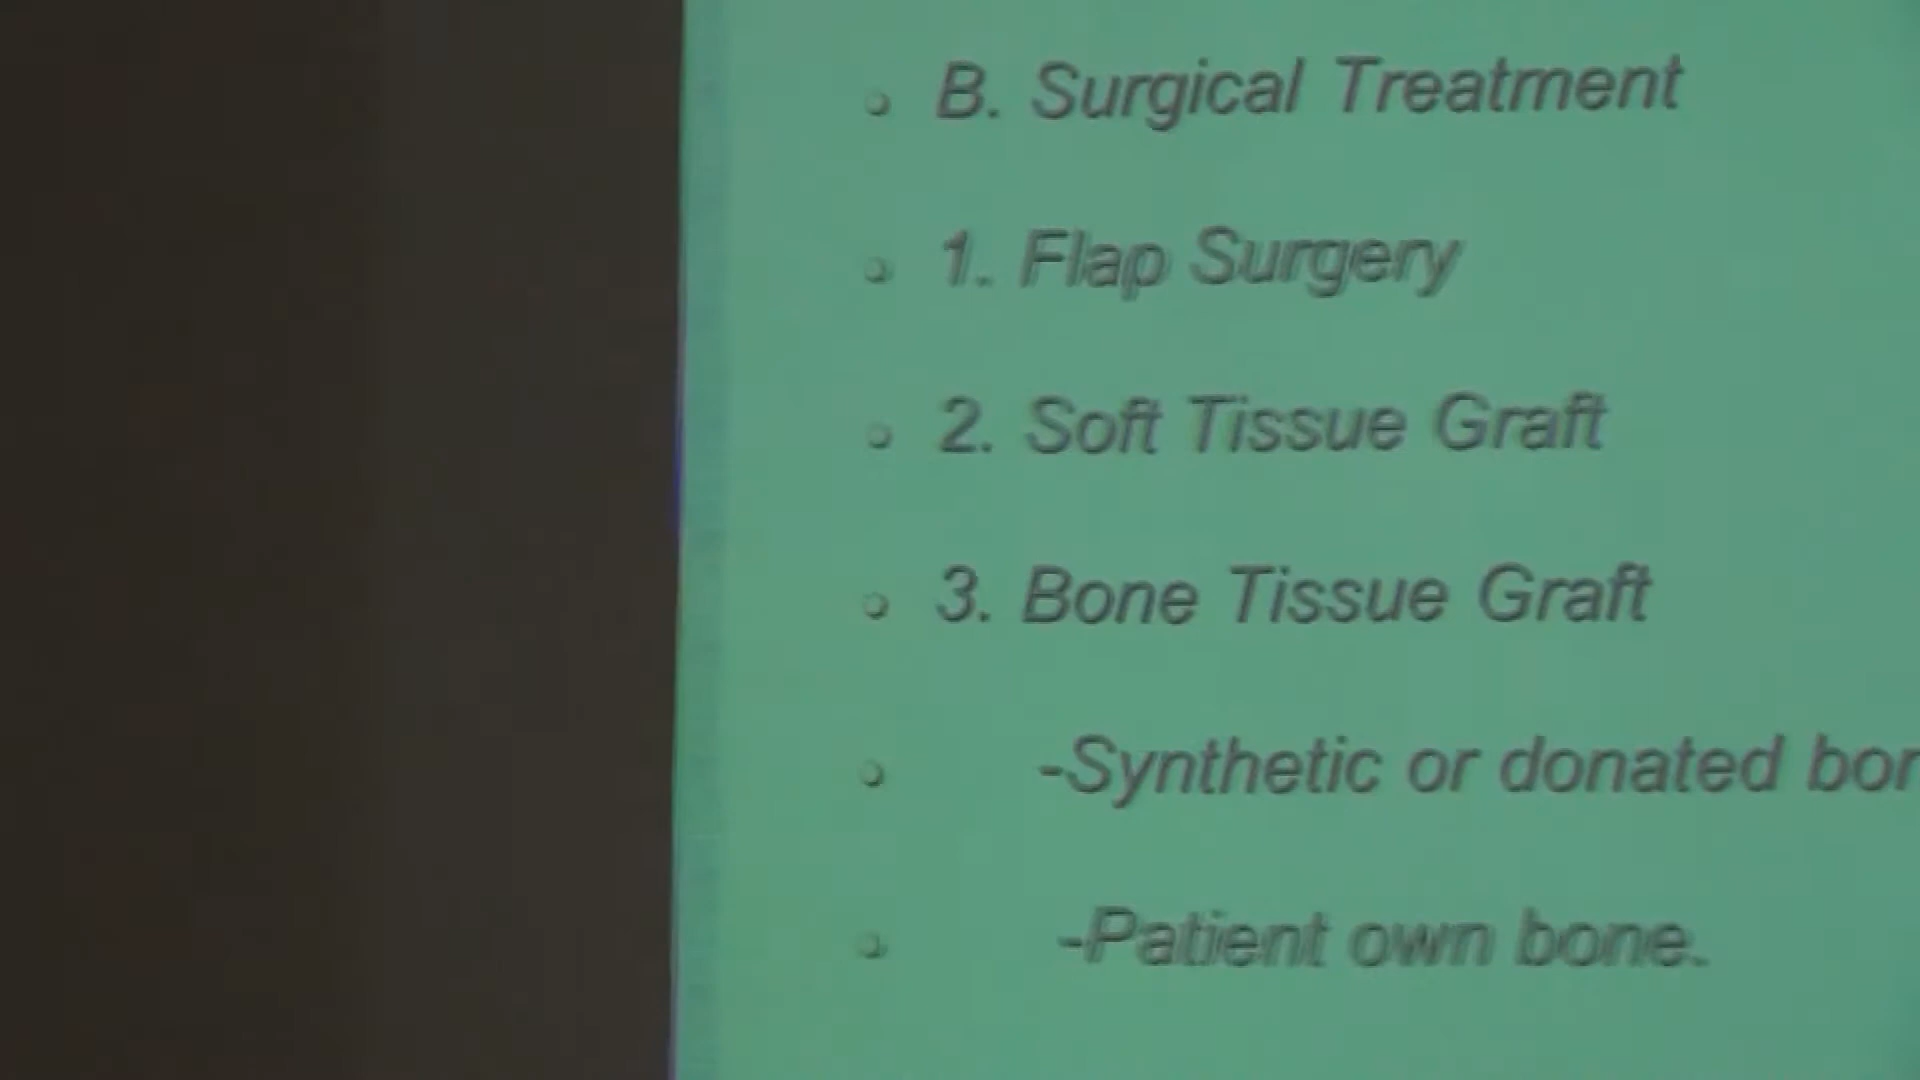 B. Surgical Treatment
1. Flap Surgery
2. Soft Tissue Graft
3. Bone Tissue Graft
-Synthetic or donated
-Patient own bone.